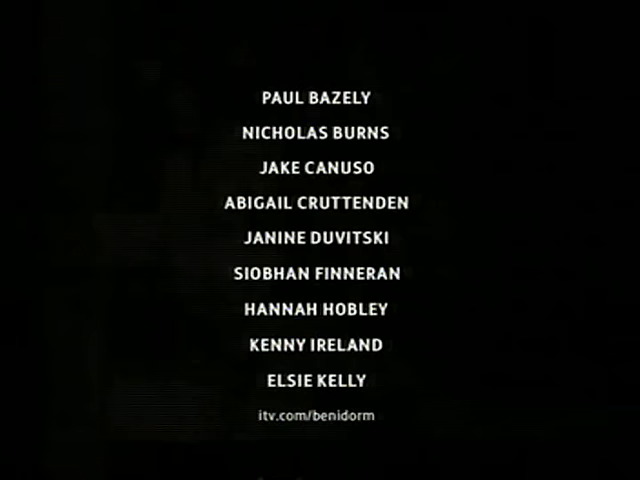 PAUL BAZELY
NICHOLAS BURNS
JAKE CANUSO
ABIGAIL CRUTTENDEN
JANINE DUVITSKI
SIOBHAN FINNERAN
HANNAH HOBLEY
KENNY IRELAND
ELSIE KELLY
itv.com/benidorm